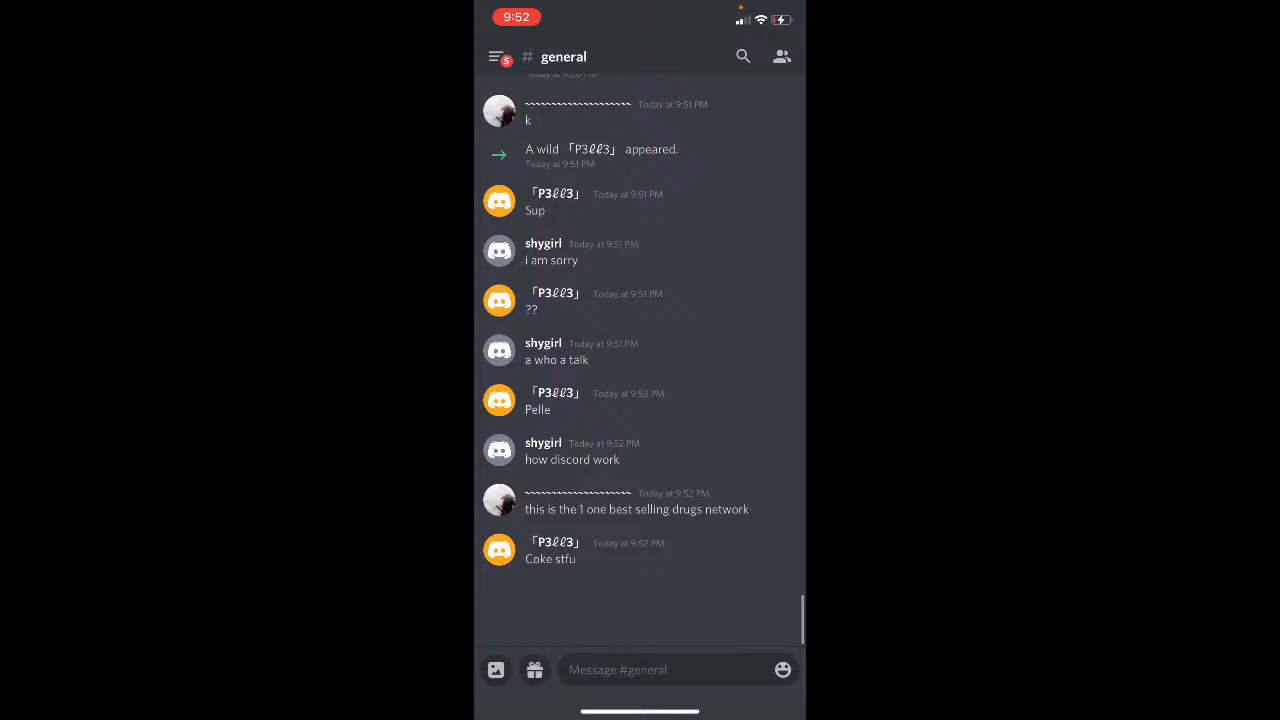 9:52
5
# general
Today at 9:50 PM
~~~~~~~~~~~~~~~~~~~~ Today at 9:51 PM
k
A wild 「P3ℓℓ3」 appeared.
Today at 9:51 PM
「P3ℓℓ3」 Today at 9:51 PM
Sup
shygirl Today at 9:51 PM
i am sorry
「P3ℓℓ3」 Today at 9:51 PM
??
shygirl Today at 9:51 PM
a who a talk
「P3ℓℓ3」 Today at 9:52 PM
Pelle
shygirl Today at 9:52 PM
how discord work
~~~~~~~~~~~~~~~~~~~~ Today at 9:52 PM
this is the 1 one best selling drugs network
「P3ℓℓ3」 Today at 9:52 PM
Coke stfu
Message #general